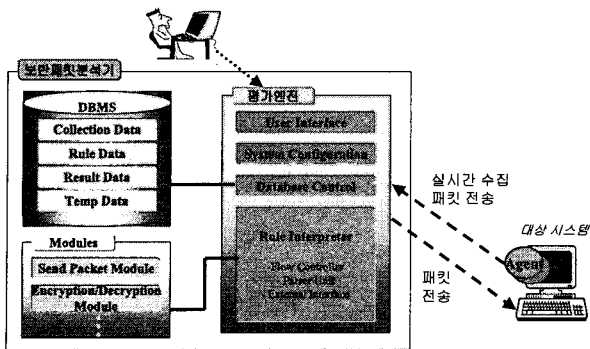 보안패킷분석기
DBMS
Collection Data
Rule Data
Result Data
Temp Data
Modules
Send Packet Module
Encryption/Decryption
Module
평가엔진
User Interface
System Configuration
Database Control
Rule Interpreter
Flow Controller
External Interface
실시간 수집
패킷 전송
대상 시스템
Agent
패킷
전송